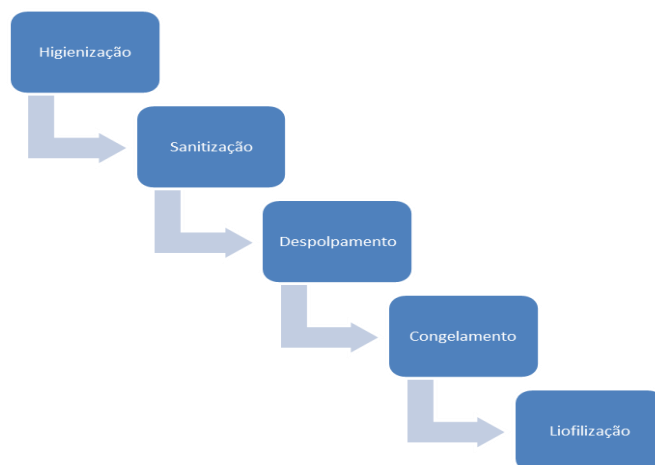 Higienização
Sanitização
Despolpamento
Congelamento
Liofilização